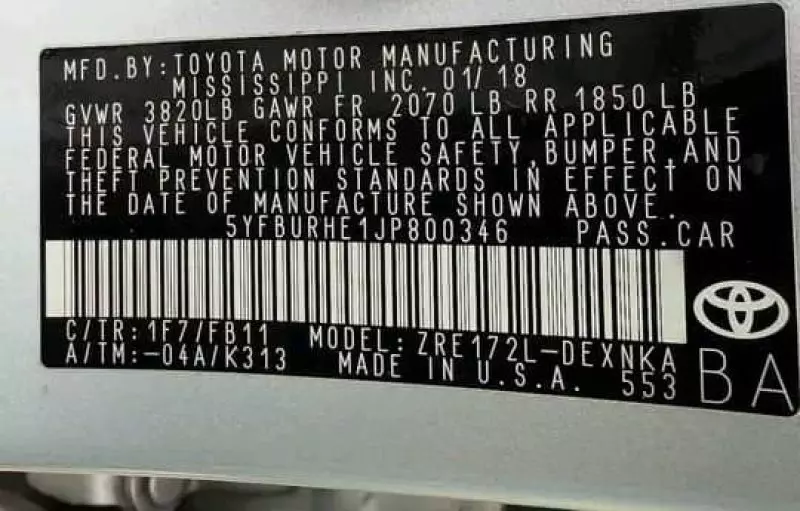 MFD.BY:TOYOTA MOTOR MANUFACTURING
MISSISSIPPI INC. 01/18
GVWR 3820LB GAWR FR 2070 LB RR 1850 LB
THIS VEHICLE CONFORMS TO ALL APPLICABLE
FEDERAL MOTOR VEHICLE SAFETY,BUMPER,AND
THEFT PREVENTION STANDARDS IN EFFECT ON
THE DATE OF MANUFACTURE SHOWN ABOVE.
5YFBURHE1JP800346 PASS.CAR
C/TR:1F7/FB11 MODEL:ZRE172L-DEXNKA
A/TM:-04A/K313 MADE IN U.S.A. 553
BA